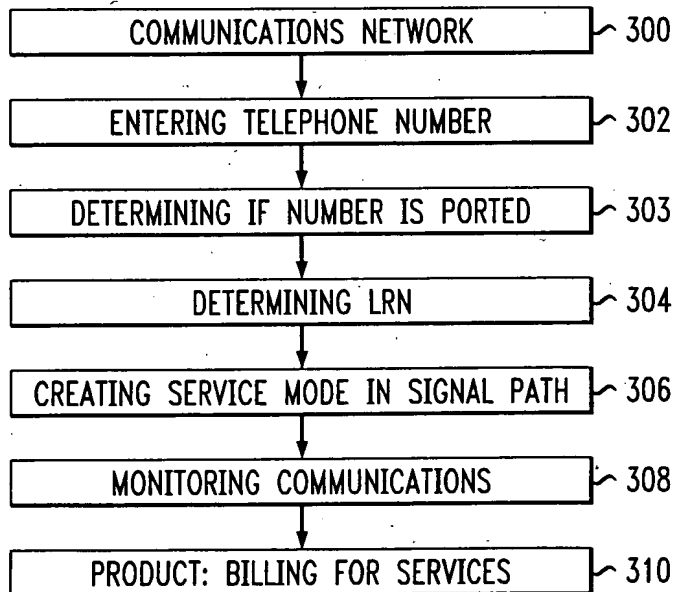 COMMUNICATIONS NETWORK 300
ENTERING TELEPHONE NUMBER 302
DETERMINING IF NUMBER IS PORTED 303
DETERMINING LRN 304
CREATING SERVICE MODE IN SIGNAL PATH 306
MONITORING COMMUNICATIONS 308
PRODUCT: BILLING FOR SERVICES 310